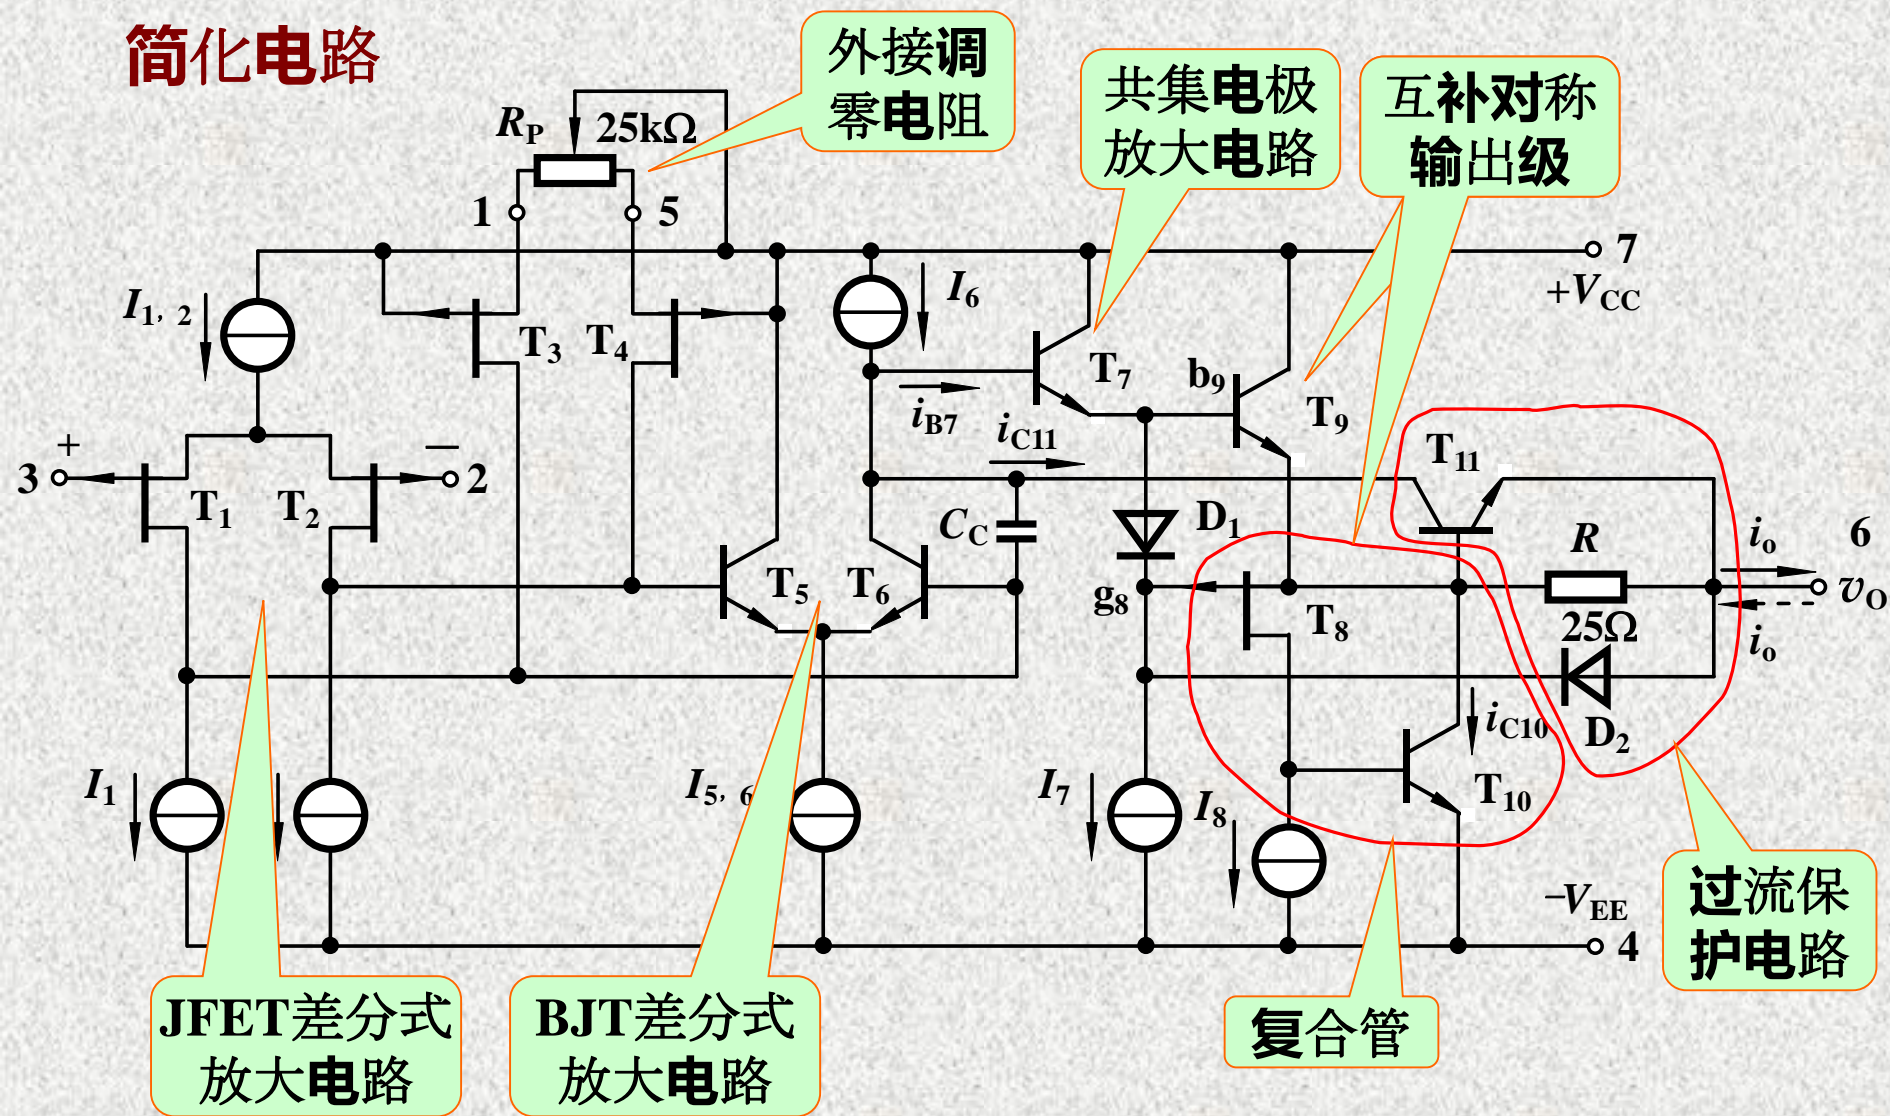 简化电路
外接调
零电阻
共集电极
放大电路
互补对称
输出级
RP 25kΩ
1 5
7
+VCC
I1, 2
T3 T4
I6
T7
b9
T9
iB7
iC11
+ −
3 2
T1 T2
T11
CC
D1
R
io 6
T5 T6
g8
T8
25Ω
vO
io
iC10
D2
I1
I5, 6
I7
I8
T10
−VEE
4
过流保
护电路
JFET差分式
放大电路
BJT差分式
放大电路
复合管